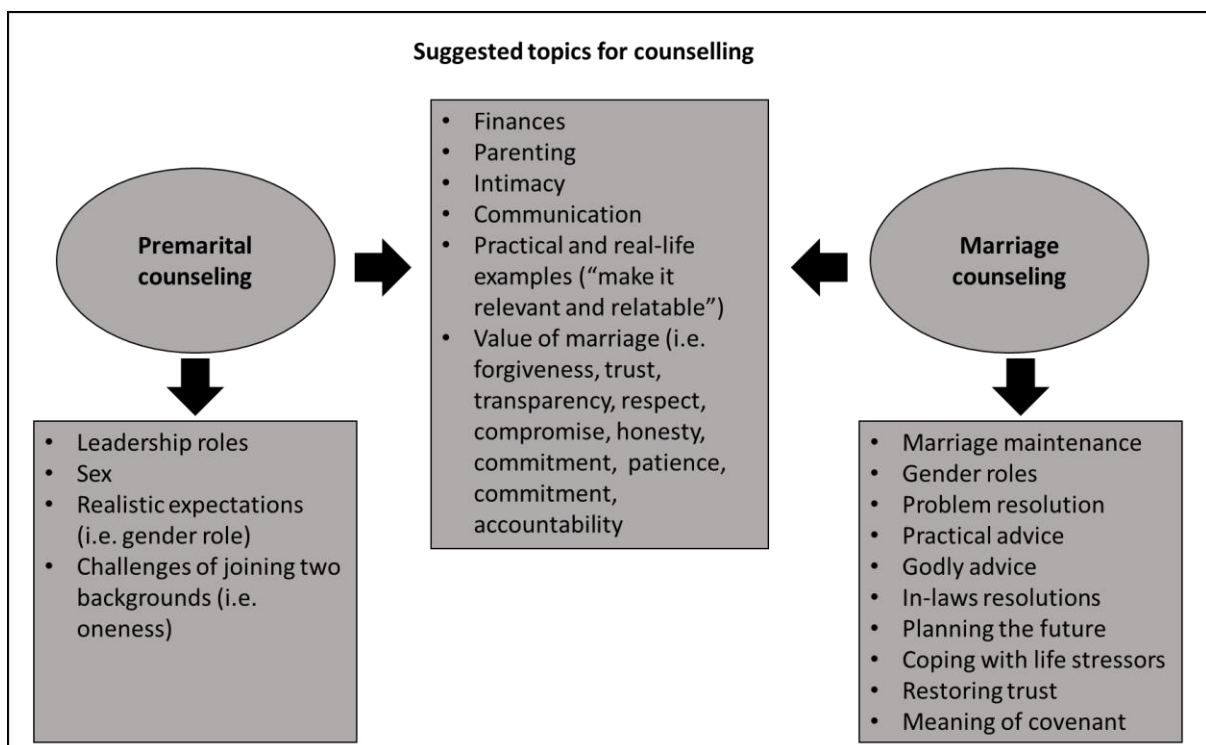 Suggested topics for counselling
Premarital
counseling
• Finances
• Parenting
• Intimacy
• Communication
• Practical and real-life
examples (“make it
relevant and relatable”)
• Value of marriage (i.e.
forgiveness, trust,
transparency, respect,
compromise, honesty,
commitment, patience,
commitment,
accountability
Marriage
counseling
• Leadership roles
• Sex
• Realistic expectations
(i.e. gender role)
• Challenges of joining two
backgrounds (i.e.
oneness)
• Marriage maintenance
• Gender roles
• Problem resolution
• Practical advice
• Godly advice
• In-laws resolutions
• Planning the future
• Coping with life stressors
• Restoring trust
• Meaning of covenant